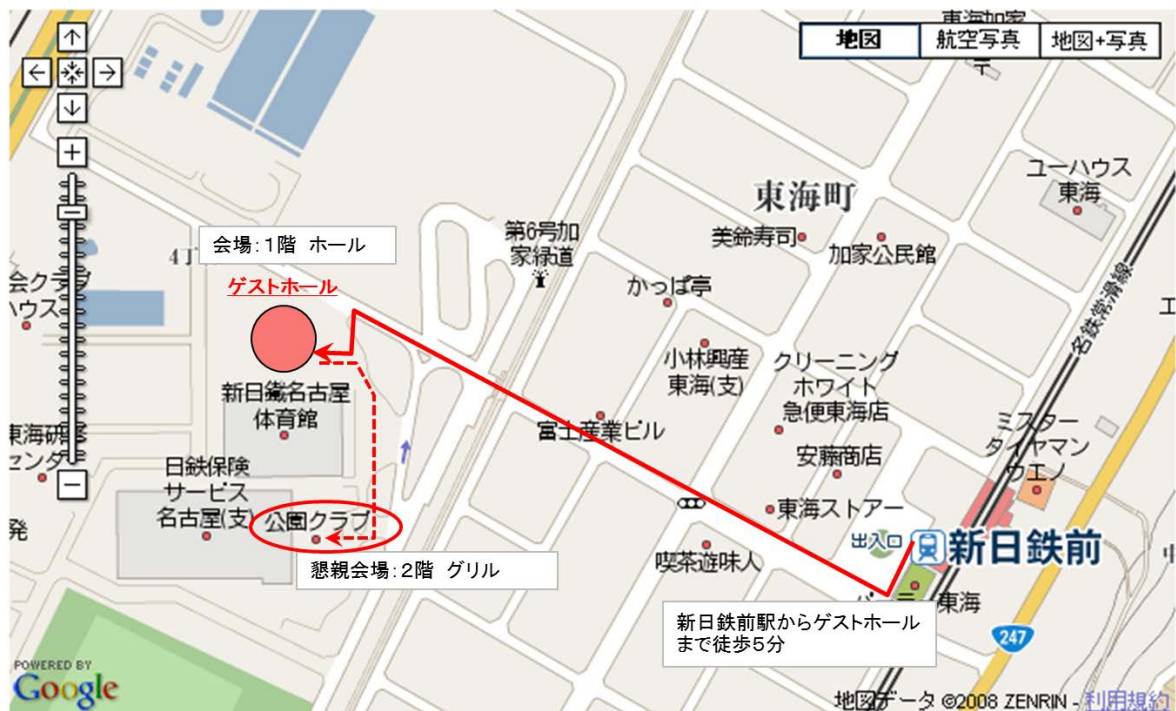 東海加家
〒
地図
航空写真
地図+写真
ユーハウス
東海
東海町
会場:1階 ホール
第6号加
家緑道
美鈴寿司
加家公民館
4丁
ゲストホール
会クラブ
ハウス
かっぱ亭
名鉄常滑線
小林興産
東海(支)
クリーニング
ホワイト
急便東海店
新日鐵名古屋
体育館
富士産業ビル
ミスター
タイヤマン
ウエノ
東海研修
センタ
安藤商店
日鉄保険
サービス
名古屋(支)
公園クラブ
東海ストアー
出入口
新日鉄前
発
喫茶遊味人
懇親会場:2階 グリル
東海
新日鉄前駅からゲストホール
まで徒歩5分
247
POWERED BY
Google
地図データ ©2008 ZENRIN - 利用規約